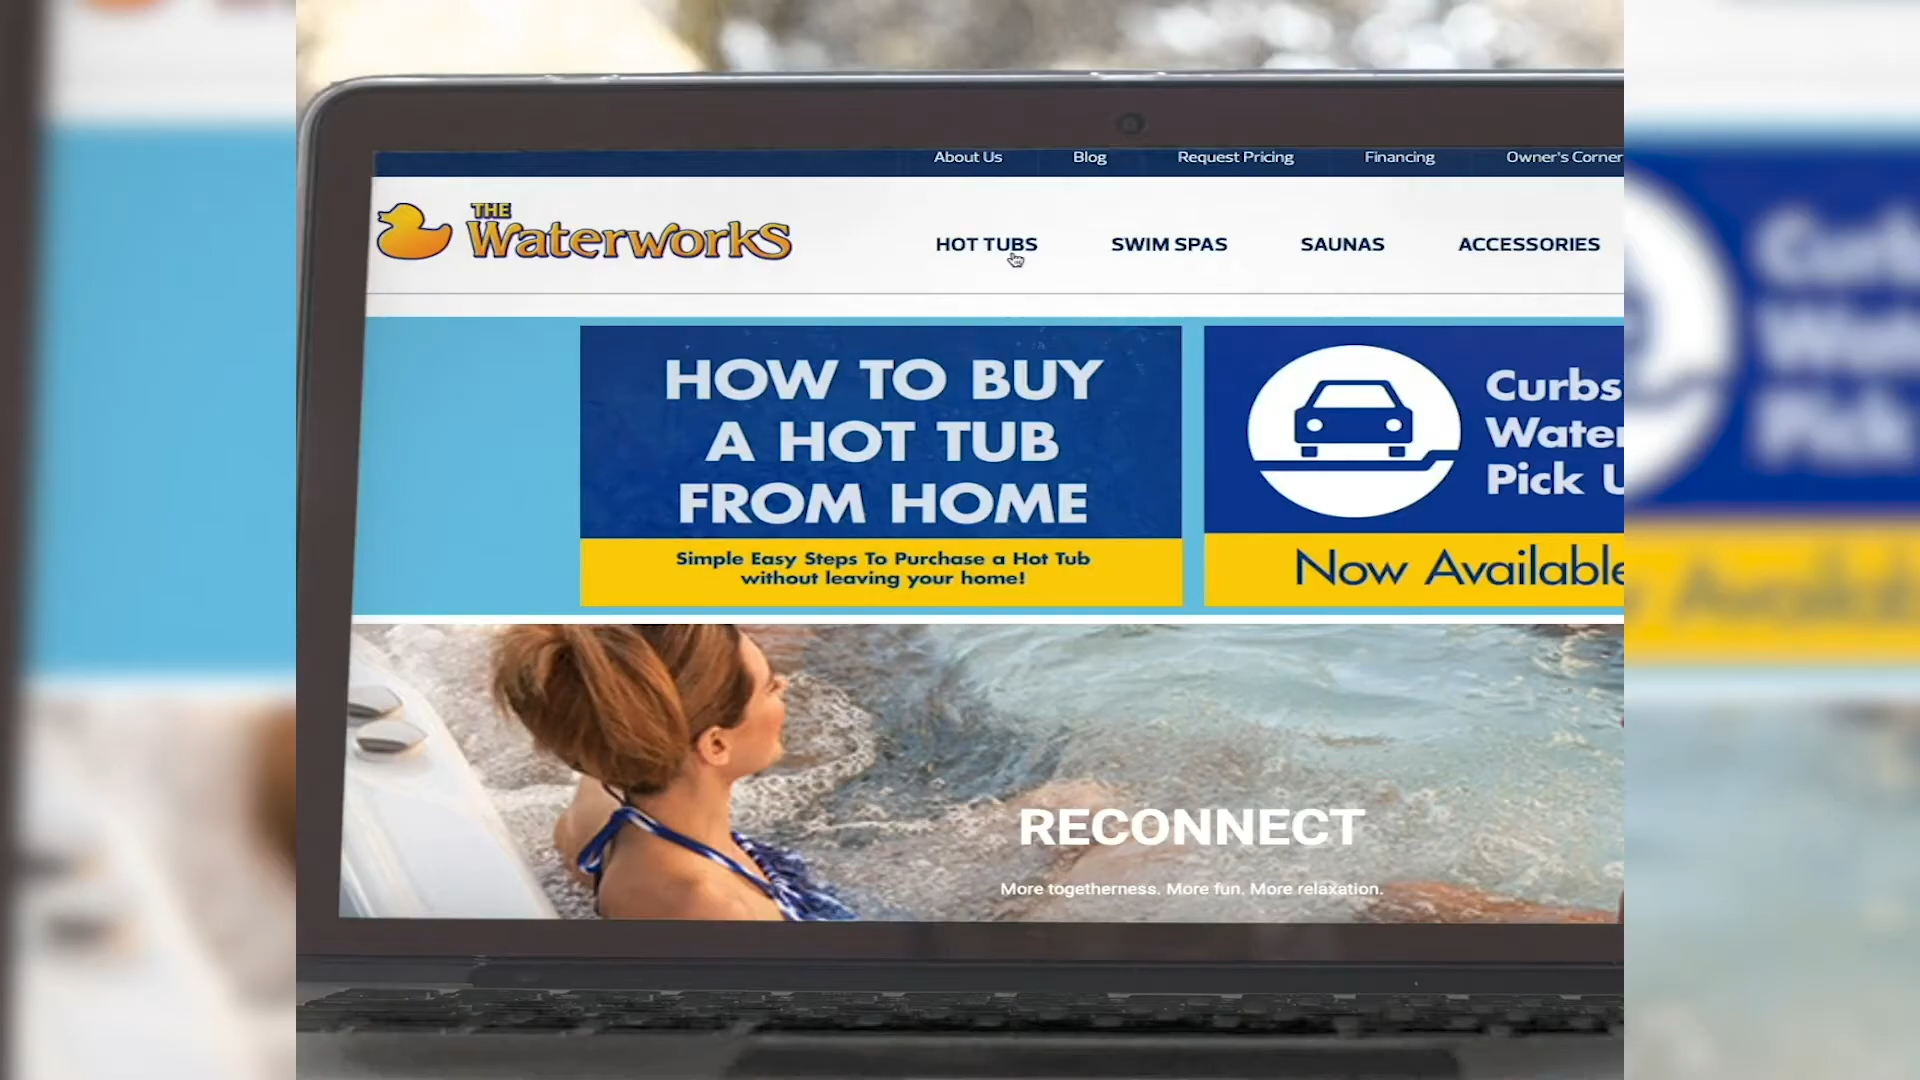 About Us Blog Request Pricing Financing Owner's Corner
THE
Waterworks
HOT TUBS SWIM SPAS SAUNAS ACCESSORIES
HOW TO BUY
A HOT TUB
FROM HOME
Simple Easy Steps To Purchase a Hot Tub
without leaving your home!
Curbs
Water
Pick U
Now Available
RECONNECT
More togetherness. More fun. More relaxation.